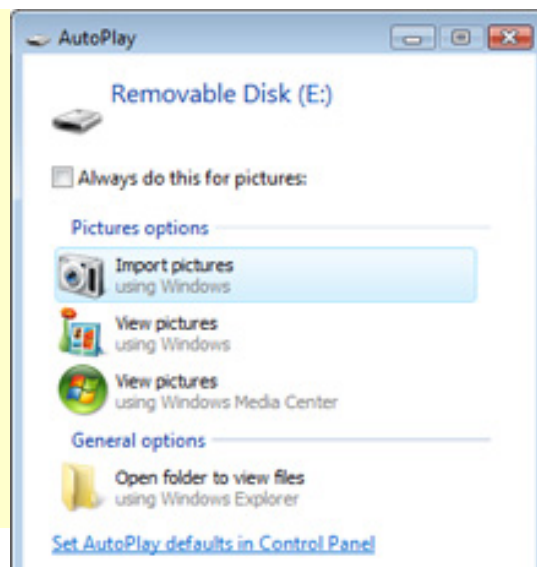 AutoPlay
Removable Disk (E:)
Always do this for pictures:
Pictures options
Import pictures
using Windows
View pictures
using Windows
View pictures
using Windows Media Center
General options
Open folder to view files
using Windows Explorer
Set AutoPlay defaults in Control Panel